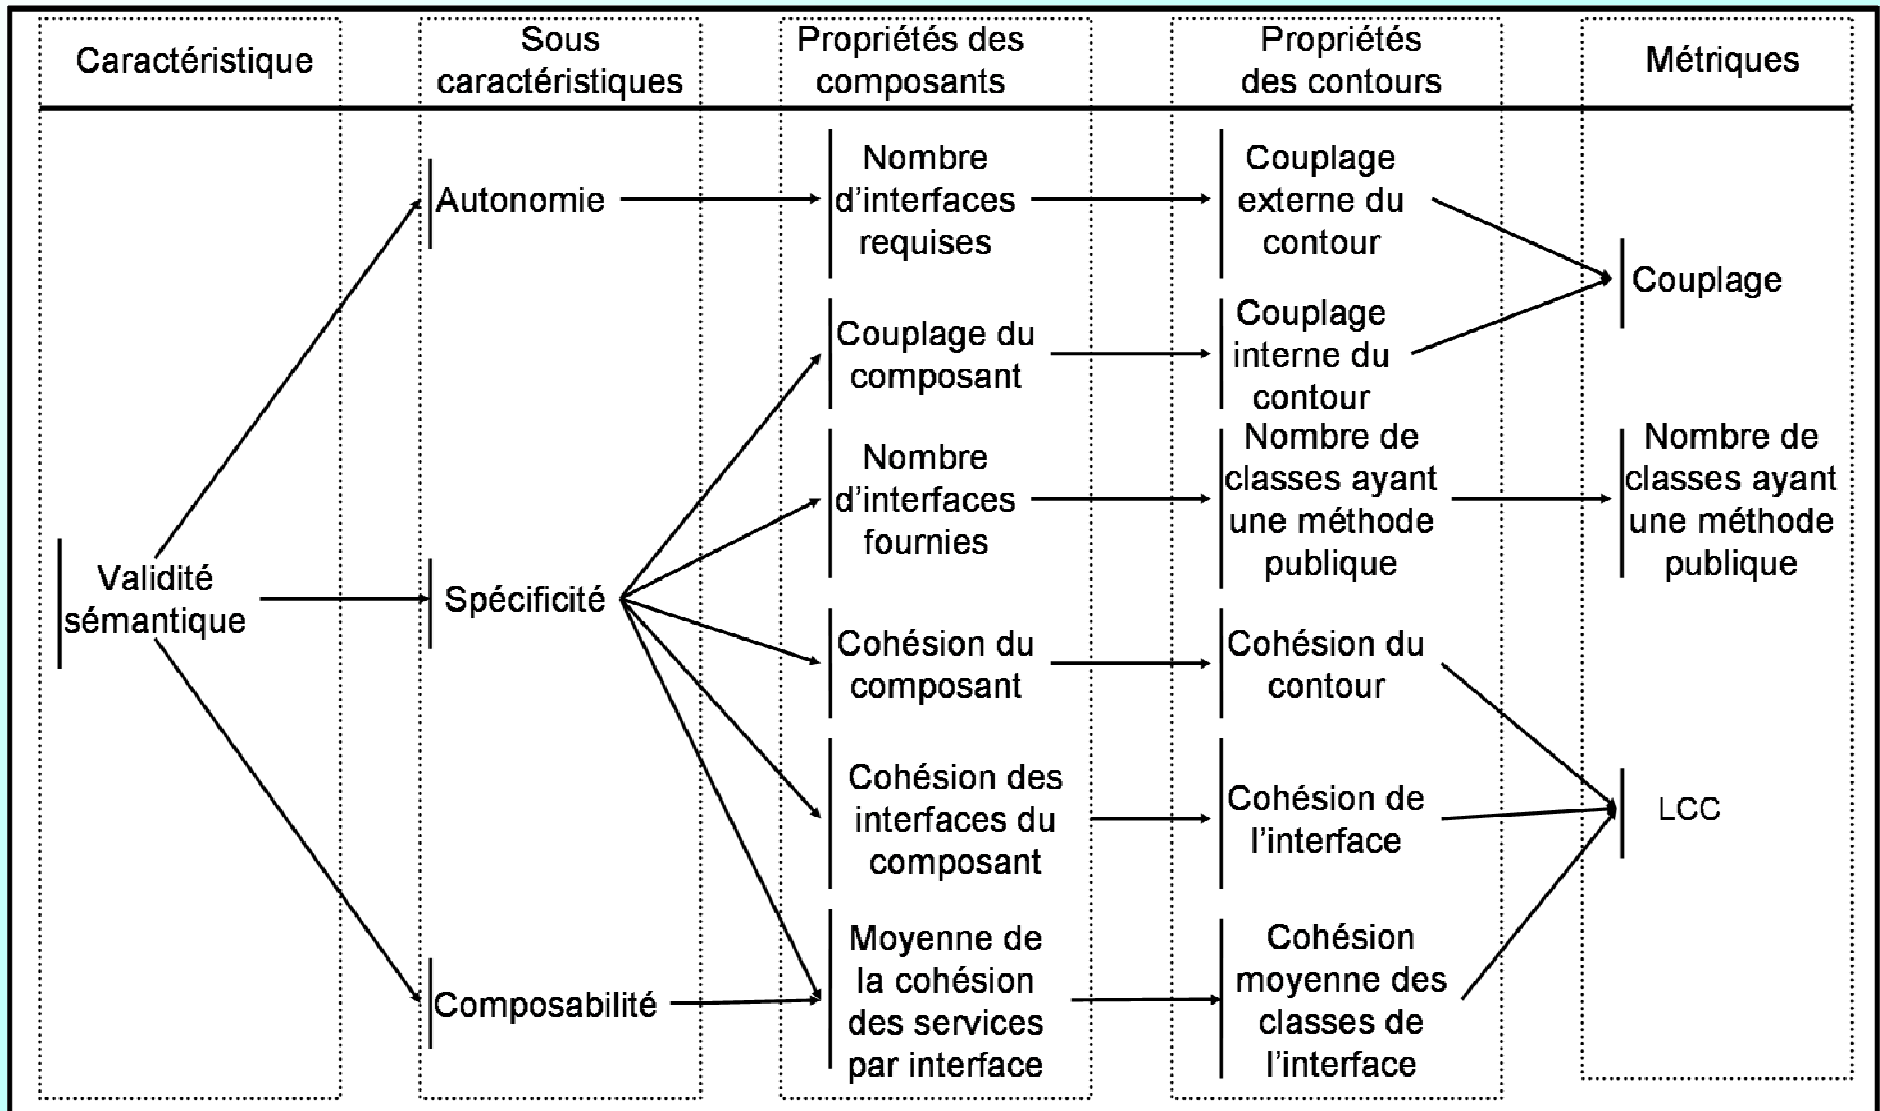 Caractéristique
Sous
caractéristiques
Propriétés des
composants
Propriétés
des contours
Métriques
Validité
sémantique
Autonomie
Spécificité
Composabilité
Nombre
d'interfaces
requises
Couplage du
composant
Nombre
d'interfaces
fournies
Cohésion du
composant
Cohésion des
interfaces du
composant
Moyenne de
la cohésion
des services
par interface
Couplage
externe du
contour
Couplage
interne du
contour
Nombre de
classes ayant
une méthode
publique
Cohésion du
contour
Cohésion de
l'interface
Cohésion
moyenne des
classes de
l'interface
Couplage
Nombre de
classes ayant
une méthode
publique
LCC